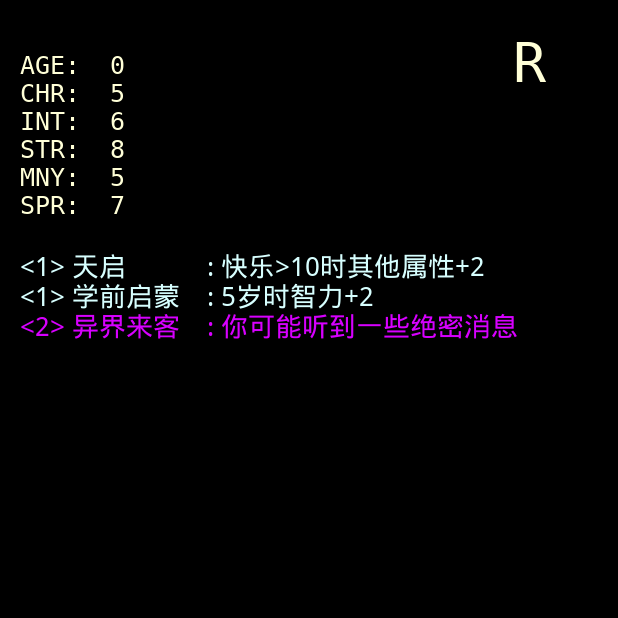 R
AGE: 0
CHR: 5
INT: 6
STR: 8
MNY: 5
SPR: 7
<1> 天启 : 快乐>10时其他属性+2
<1> 学前启蒙 : 5岁时智力+2
<2> 异界来客 : 你可能听到一些绝密消息